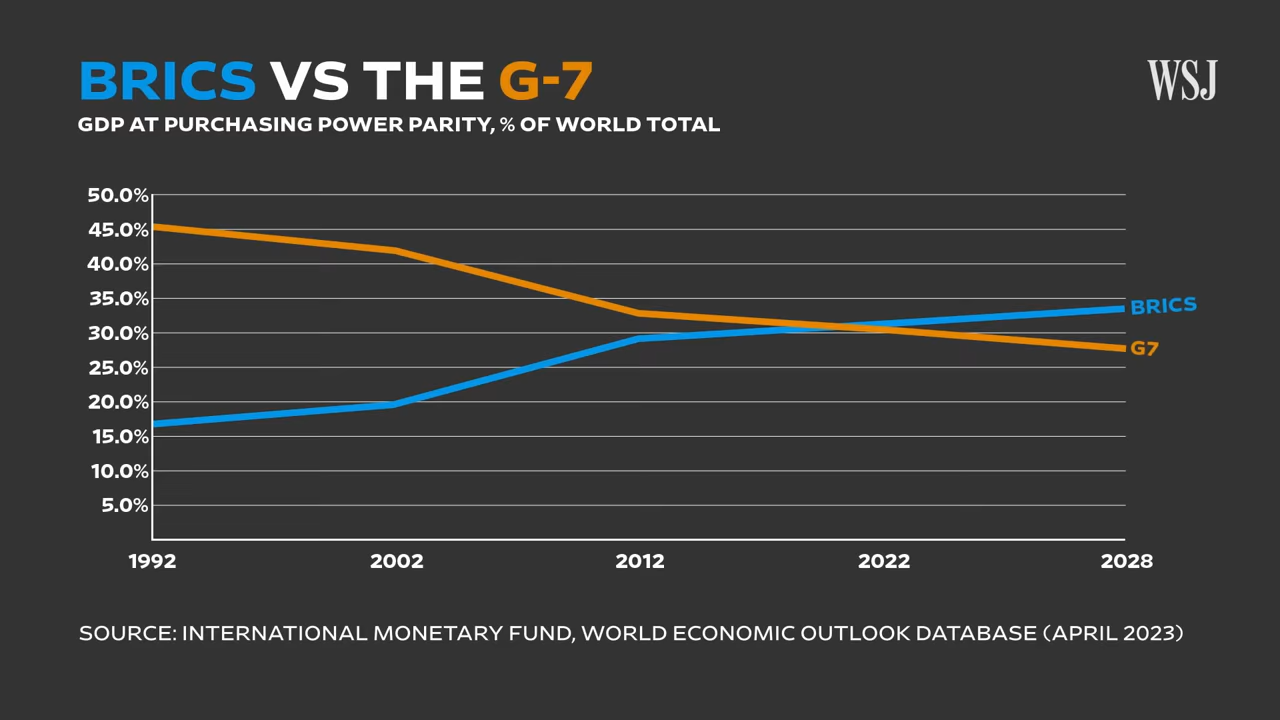 BRICS VS THE G-7
WSJ
GDP AT PURCHASING POWER PARITY, % OF WORLD TOTAL
50.0%
45.0%
40.0%
35.0%
30.0%
25.0%
20.0%
15.0%
10.0%
5.0%
BRICS
G7
1992 2002 2012 2022 2028
SOURCE: INTERNATIONAL MONETARY FUND, WORLD ECONOMIC OUTLOOK DATABASE (APRIL 2023)